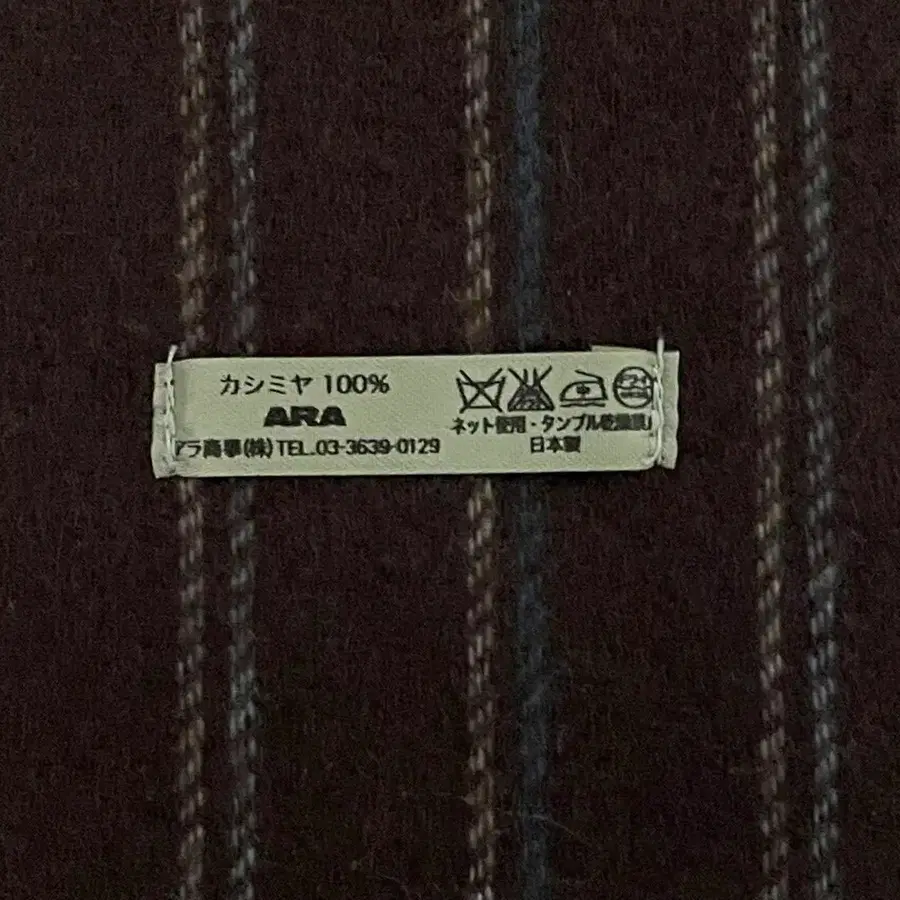 カシミヤ 100%
ARA
アラ商事(株) TEL.03-3639-0129
ネット使用・タンブル乾燥禁
日本製